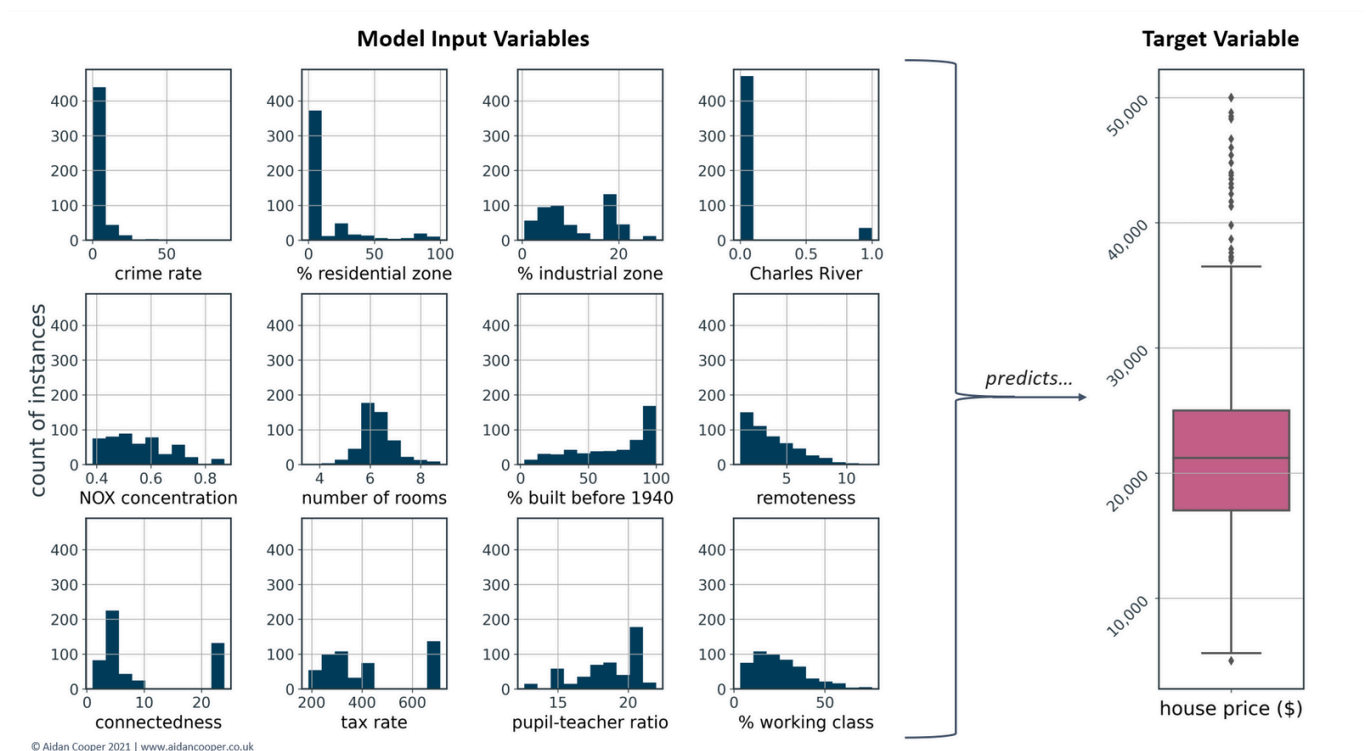 Model Input Variables
Target Variable
400
300
200
100
0
0 50
crime rate
400
300
200
100
0
0 50 100
% residential zone
400
300
200
100
0
0 20
% industrial zone
400
300
200
100
0
0.0 0.5 1.0
Charles River
count of instances
400
300
200
100
0
0.4 0.6 0.8
NOX concentration
400
300
200
100
0
4 6 8
number of rooms
400
300
200
100
0
0 50 100
% built before 1940
400
300
200
100
0
5 10
remoteness
400
300
200
100
0
0 10 20
connectedness
400
300
200
100
0
200 400 600
tax rate
400
300
200
100
0
15 20
pupil-teacher ratio
400
300
200
100
0
0 50
% working class
predicts...
50,000
40,000
30,000
20,000
10,000
house price ($)
© Aidan Cooper 2021 | www.aidancooper.co.uk